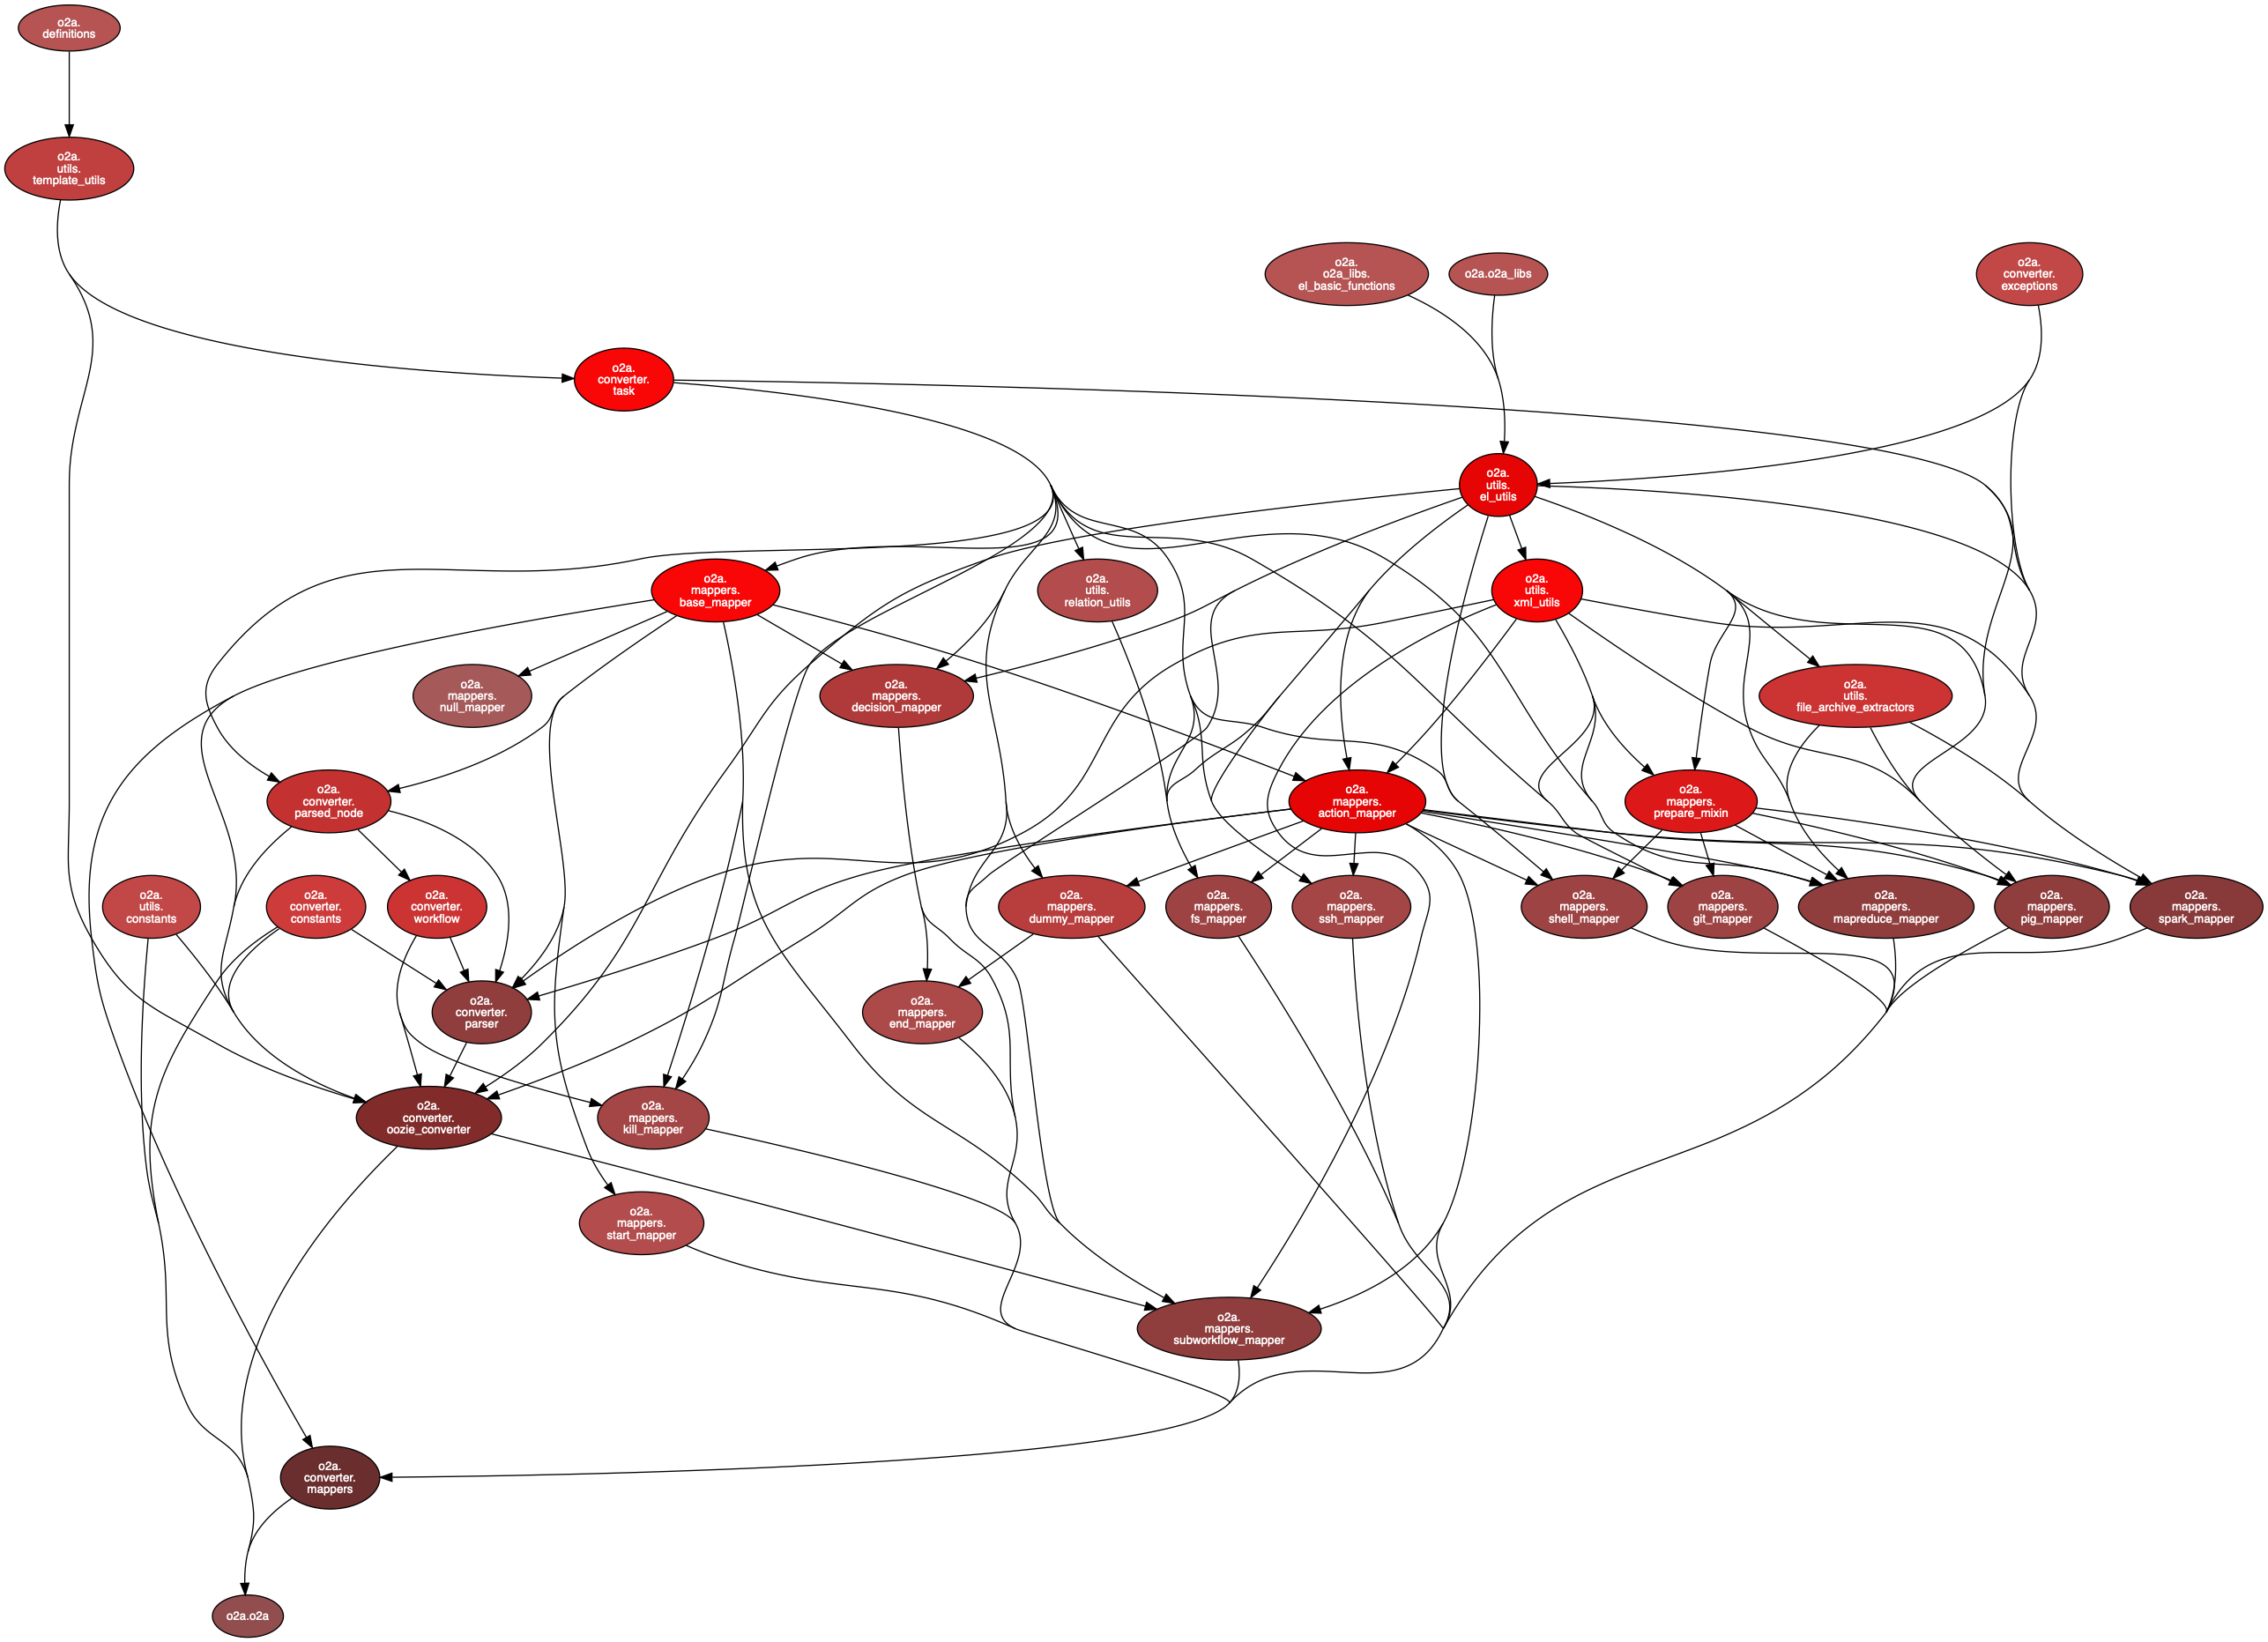 o2a.
definitions
o2a.
utils.
template_utils
o2a.
o2a_libs.
el_basic_functions
o2a.o2a_libs
o2a.
converter.
exceptions
o2a.
converter.
task
o2a.
utils.
el_utils
o2a.
mappers.
base_mapper
o2a.
utils.
relation_utils
o2a.
utils.
xml_utils
o2a.
mappers.
null_mapper
o2a.
mappers.
decision_mapper
o2a.
utils.
file_archive_extractors
o2a.
converter.
parsed_node
o2a.
mappers.
action_mapper
o2a.
mappers.
prepare_mixin
o2a.
utils.
constants
o2a.
converter.
constants
o2a.
converter.
workflow
o2a.
mappers.
dummy_mapper
o2a.
mappers.
fs_mapper
o2a.
mappers.
ssh_mapper
o2a.
mappers.
shell_mapper
o2a.
mappers.
git_mapper
o2a.
mappers.
mapreduce_mapper
o2a.
mappers.
pig_mapper
o2a.
mappers.
spark_mapper
o2a.
converter.
parser
o2a.
mappers.
end_mapper
o2a.
converter.
oozie_converter
o2a.
mappers.
kill_mapper
o2a.
mappers.
start_mapper
o2a.
mappers.
subworkflow_mapper
o2a.
converter.
mappers
o2a.o2a